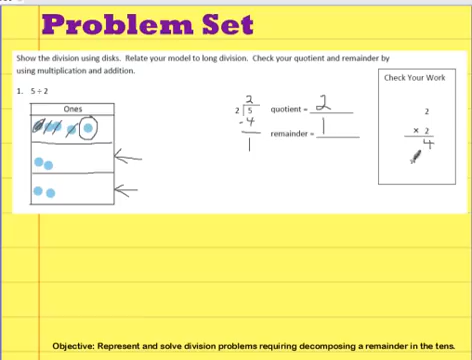 Problem Set
Show the division using disks. Relate your model to long division. Check your quotient and remainder by
using multiplication and addition.
Check Your Work
1. 5 ÷ 2
Ones
2
2 5
- 4
1
quotient = 2
remainder = 1
2
x 2
4
Objective: Represent and solve division problems requiring decomposing a remainder in the tens.